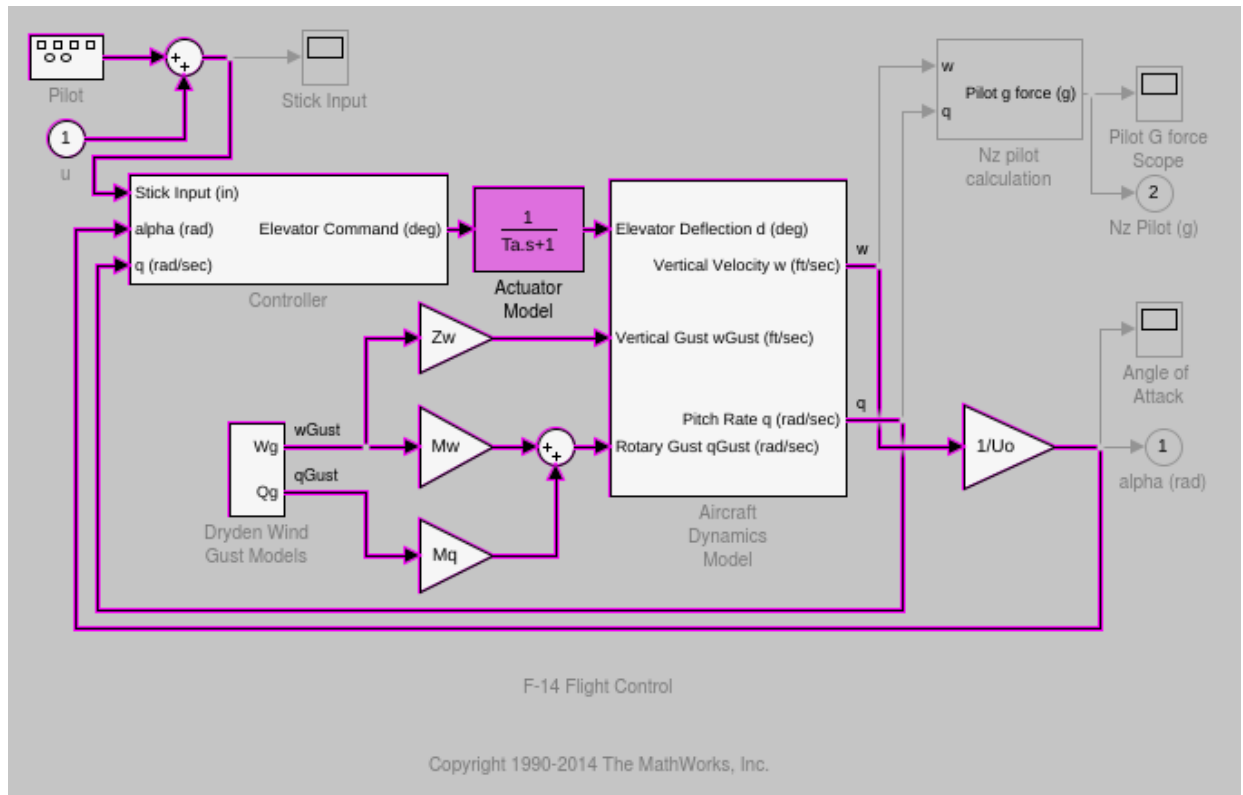 Pilot
Stick Input
1
u
Stick Input (in)
alpha (rad)
q (rad/sec)
Elevator Command (deg)
Controller
1
Ta.s+1
Actuator
Model
Elevator Deflection d (deg)
Vertical Velocity w (ft/sec)
Vertical Gust wGust (ft/sec)
Pitch Rate q (rad/sec)
Rotary Gust qGust (rad/sec)
Aircraft
Dynamics
Model
w
q
w
q
Pilot g force (g)
Nz pilot
calculation
Pilot G force
Scope
2
Nz Pilot (g)
Angle of
Attack
1/Uo
1
alpha (rad)
Zw
Mw
Mq
wGust
qGust
Wg
Qg
Dryden Wind
Gust Models
F-14 Flight Control
Copyright 1990-2014 The MathWorks, Inc.